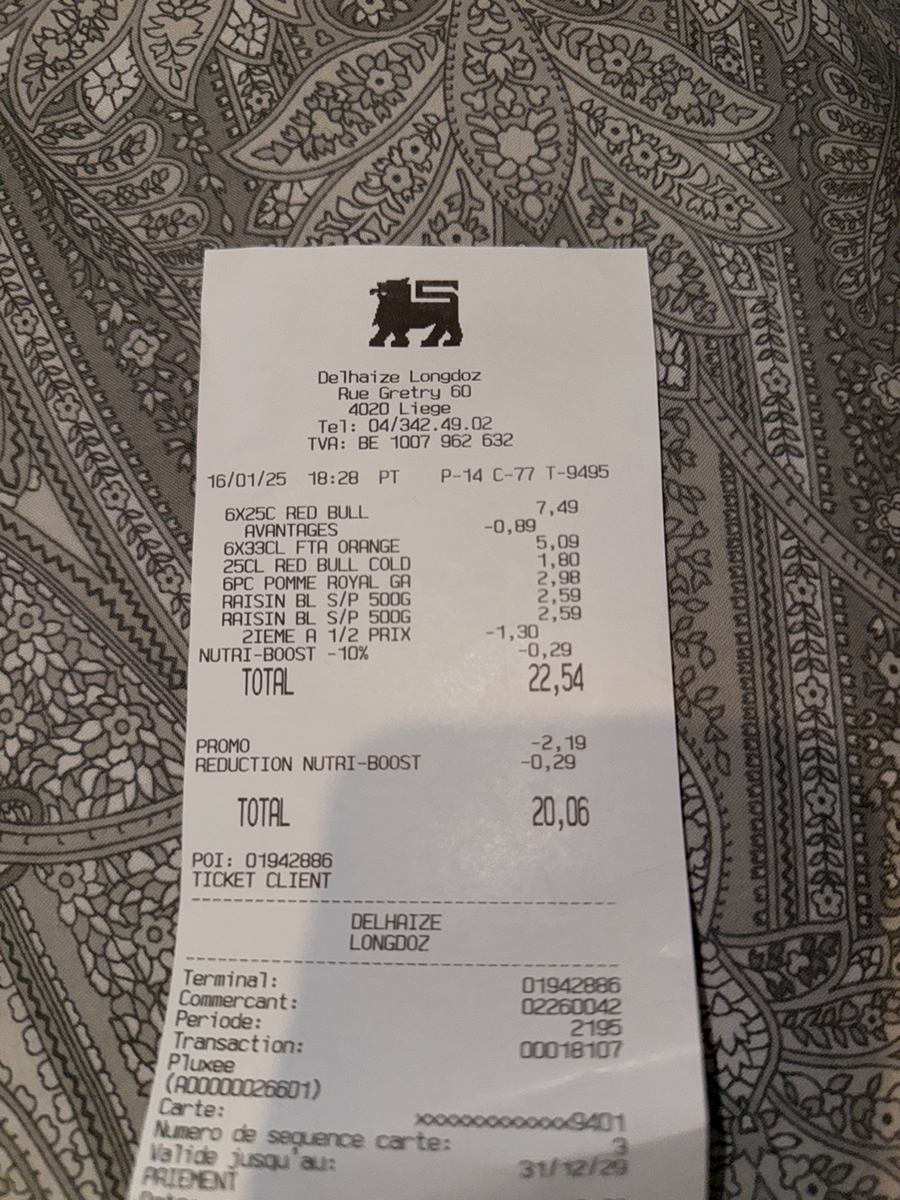 Delhaize Longdoz
Rue Gretry 60
4020 Liege
Tel: 04/342.49.02
TVA: BE 1007 962 632
16/01/25 18:28 PT P-14 C-77 T-9495
6X25C RED BULL 7,49
AVANTAGES -0,89
6X33CL FTA ORANGE 5,09
25CL RED BULL COLD 1,80
6PC POMME ROYAL GA 2,98
RAISIN BL S/P 500G 2,59
RAISIN BL S/P 500G 2,59
2IEME A 1/2 PRIX -1,30
NUTRI-BOOST -10% -0,29
TOTAL 22,54
PROMO -2,19
REDUCTION NUTRI-BOOST -0,29
TOTAL 20,06
POI: 01942886
TICKET CLIENT
DELHAIZE
LONGDOZ
Terminal: 01942886
Commercant: 02260042
Periode: 2195
Transaction: 00018107
Pluxee
(A00000026601)
Carte: xxxxxxxxxxxxx9401
Numero de sequence carte: 3
Valide jusqu'au: 31/12/29
PAIEMENT